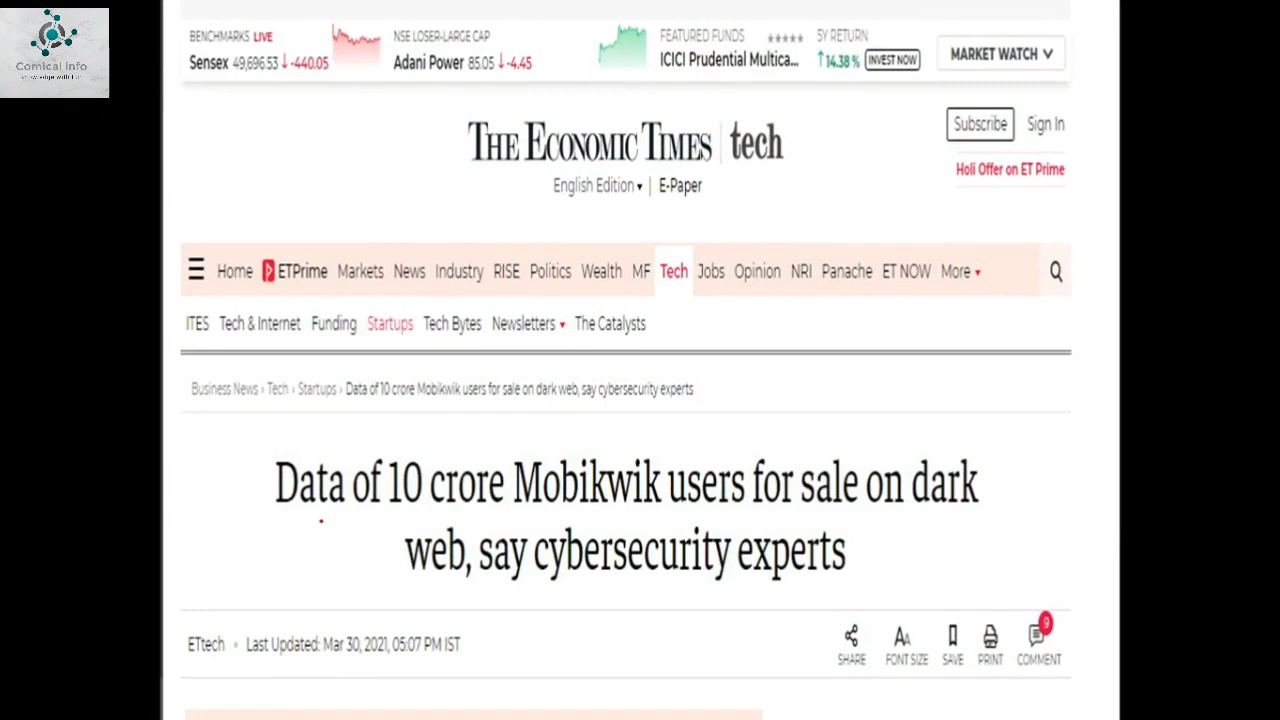 Comical Info
BENCHMARKS LIVE
Sensex 49,696.53 ↓ -440.05
NSE LOSER-LARGE CAP
Adani Power 85.05 ↓ -4.45
FEATURED FUNDS ★★★★★
ICICI Prudential Multica...
5Y RETURN
↑ 14.38 % INVEST NOW
MARKET WATCH
THE ECONOMIC TIMES | tech
Subscribe Sign In
English Edition ▾ | E-Paper
Holi Offer on ET Prime
Home ETPrime Markets News Industry RISE Politics Wealth MF Tech Jobs Opinion NRI Panache ET NOW More ▾
ITES Tech & Internet Funding Startups Tech Bytes Newsletters ▾ The Catalysts
Business News › Tech › Startups › Data of 10 crore Mobikwik users for sale on dark web, say cybersecurity experts
Data of 10 crore Mobikwik users for sale on dark
web, say cybersecurity experts
ETtech • Last Updated: Mar 30, 2021, 05:07 PM IST
9
SHARE FONT SIZE SAVE PRINT COMMENT